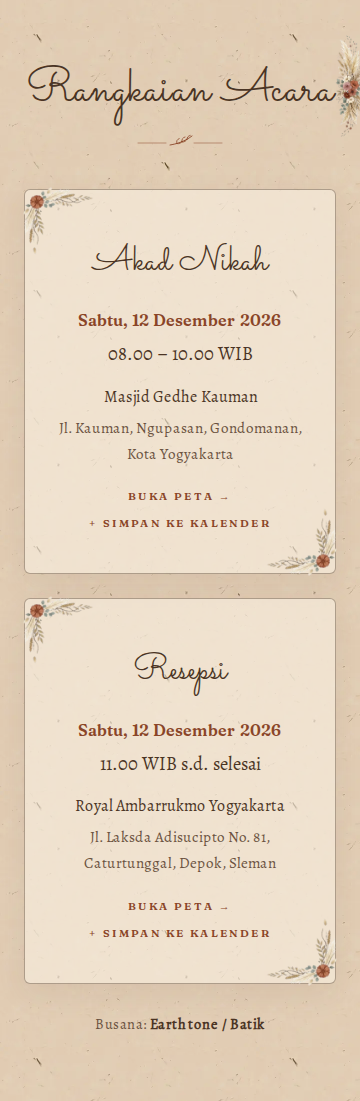 Rangkaian Acara
Akad Nikah
Sabtu, 12 Desember 2026
08.00 – 10.00 WIB
Masjid Gedhe Kauman
Jl. Kauman, Ngupasan, Gondomanan,
Kota Yogyakarta
BUKA PETA →
+ SIMPAN KE KALENDER
Resepsi
Sabtu, 12 Desember 2026
11.00 WIB s.d. selesai
Royal Ambarrukmo Yogyakarta
Jl. Laksda Adisucipto No. 81,
Caturtunggal, Depok, Sleman
BUKA PETA →
+ SIMPAN KE KALENDER
Busana: Earthtone / Batik